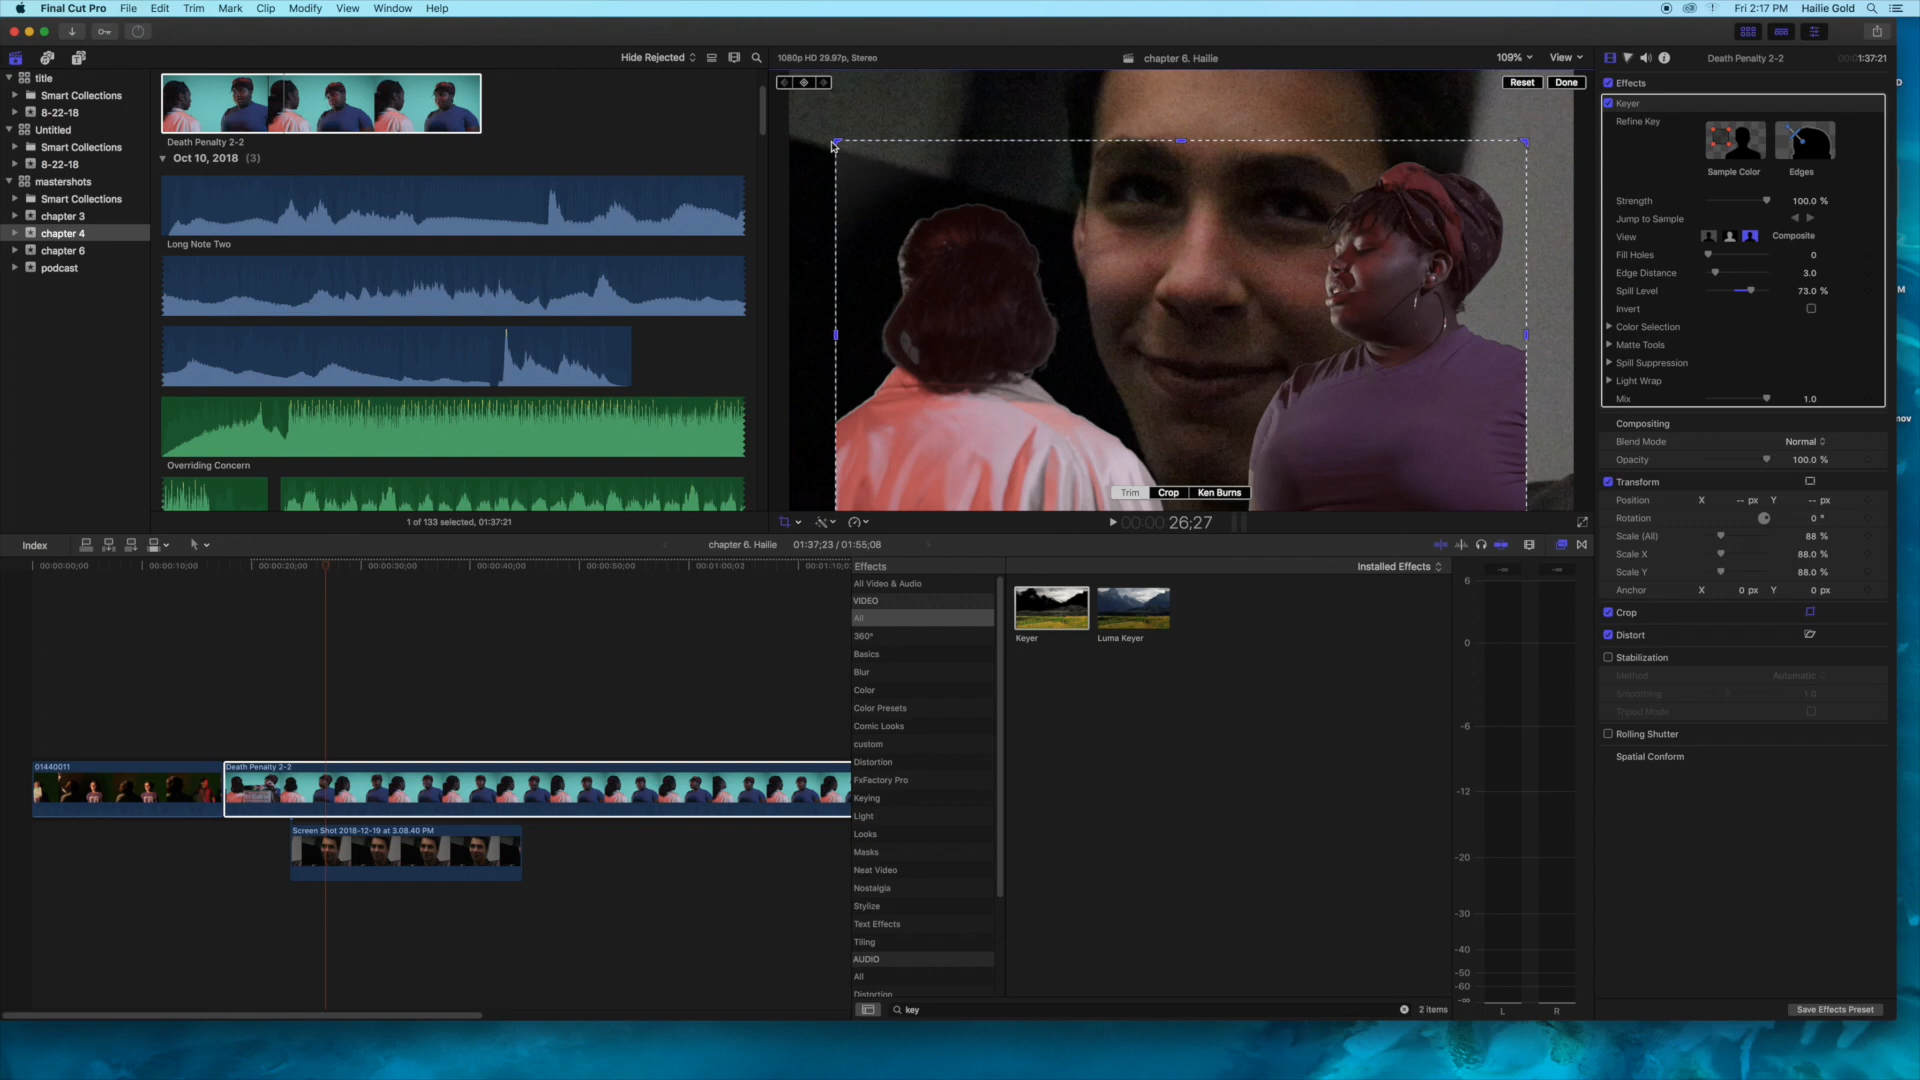 Final Cut Pro File Edit Trim Mark Clip Modify View Window Help
Fri 2:17 PM Hailie Gold
Hide Rejected
1080p HD 29.97p, Stereo
chapter 6. Hailie
109% View
Death Penalty 2-2
1:37;21
title
Smart Collections
8-22-18
Untitled
Smart Collections
8-22-18
mastershots
Smart Collections
chapter 3
chapter 4
chapter 6
podcast
Death Penalty 2-2
Oct 10, 2018 (3)
Long Note Two
Overriding Concern
1 of 133 selected, 01:37;21
Reset Done
Trim Crop Ken Burns
00:00 26;27
Effects
Keyer
Refine Key
Sample Color Edges
Strength 100.0 %
Jump to Sample
View Composite
Fill Holes 0
Edge Distance 3.0
Spill Level 73.0 %
Invert
Color Selection
Matte Tools
Spill Suppression
Light Wrap
Mix 1.0
Compositing
Blend Mode Normal
Opacity 100.0 %
Transform
Position X -- px Y -- px
Rotation 0 °
Scale (All) 88 %
Scale X 88.0 %
Scale Y 88.0 %
Anchor X 0 px Y 0 px
Crop
Distort
Stabilization
Method Automatic
Smoothing 1.0
Tripod Mode
Rolling Shutter
Spatial Conform
Save Effects Preset
Index
chapter 6. Hailie 01:37;23 / 01:55;08
00:00:00;00 00:00:10;00 00:00:20;00 00:00:30;00 00:00:40;00 00:00:50;00 00:01:00;02 00:01:10;0
01440011
Death Penalty 2-2
Screen Shot 2018-12-19 at 3.08.40 PM
Effects
Installed Effects
All Video & Audio
VIDEO
All
360°
Basics
Blur
Color
Color Presets
Comic Looks
custom
Distortion
FxFactory Pro
Keying
Light
Looks
Masks
Neat Video
Nostalgia
Stylize
Text Effects
Tiling
AUDIO
All
Distortion
Keyer Luma Keyer
key
2 items
6
0
-6
-12
-20
-30
-40
-50
-60
-∞
L R